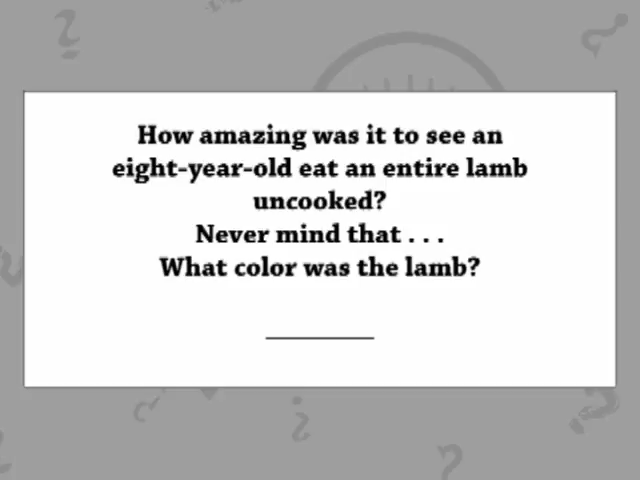 How amazing was it to see an
eight-year-old eat an entire lamb
uncooked?
Never mind that . . .
What color was the lamb?